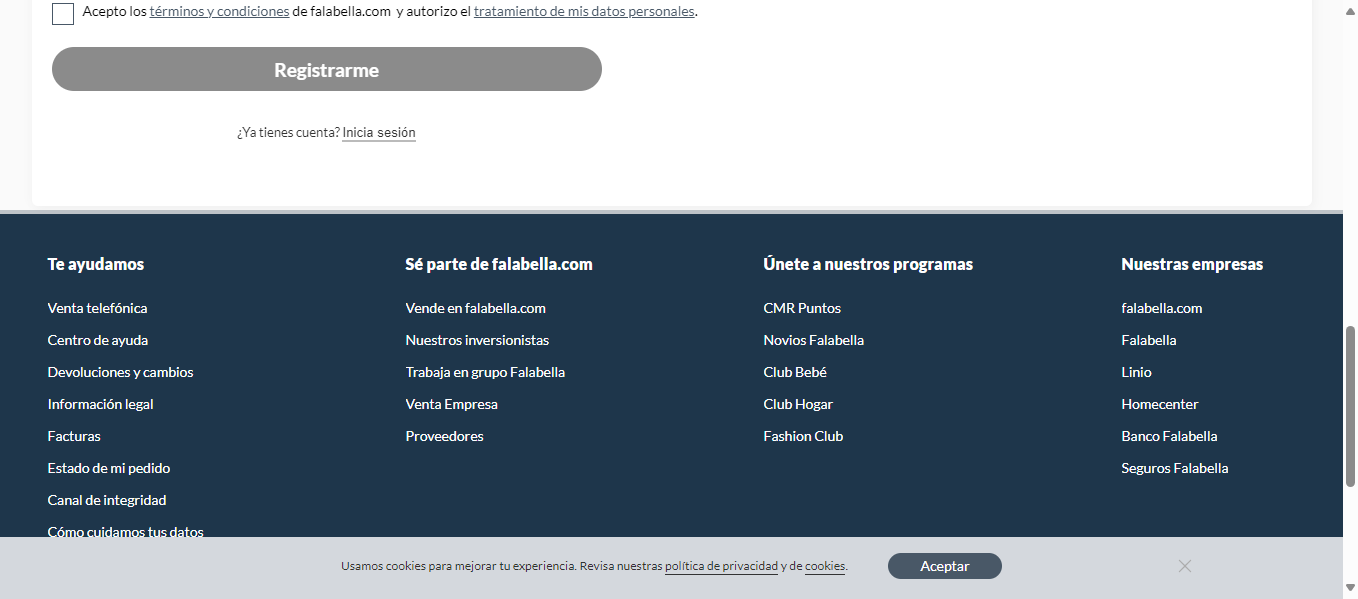 Acepto los términos y condiciones de falabella.com y autorizo el tratamiento de mis datos personales.
Registrarme
¿Ya tienes cuenta? Inicia sesión
Te ayudamos
Venta telefónica
Centro de ayuda
Devoluciones y cambios
Información legal
Facturas
Estado de mi pedido
Canal de integridad
Cómo cuidamos tus datos
Sé parte de falabella.com
Vende en falabella.com
Nuestros inversionistas
Trabaja en grupo Falabella
Venta Empresa
Proveedores
Únete a nuestros programas
CMR Puntos
Novios Falabella
Club Bebé
Club Hogar
Fashion Club
Nuestras empresas
falabella.com
Falabella
Linio
Homecenter
Banco Falabella
Seguros Falabella
Usamos cookies para mejorar tu experiencia. Revisa nuestras política de privacidad y de cookies.
Aceptar